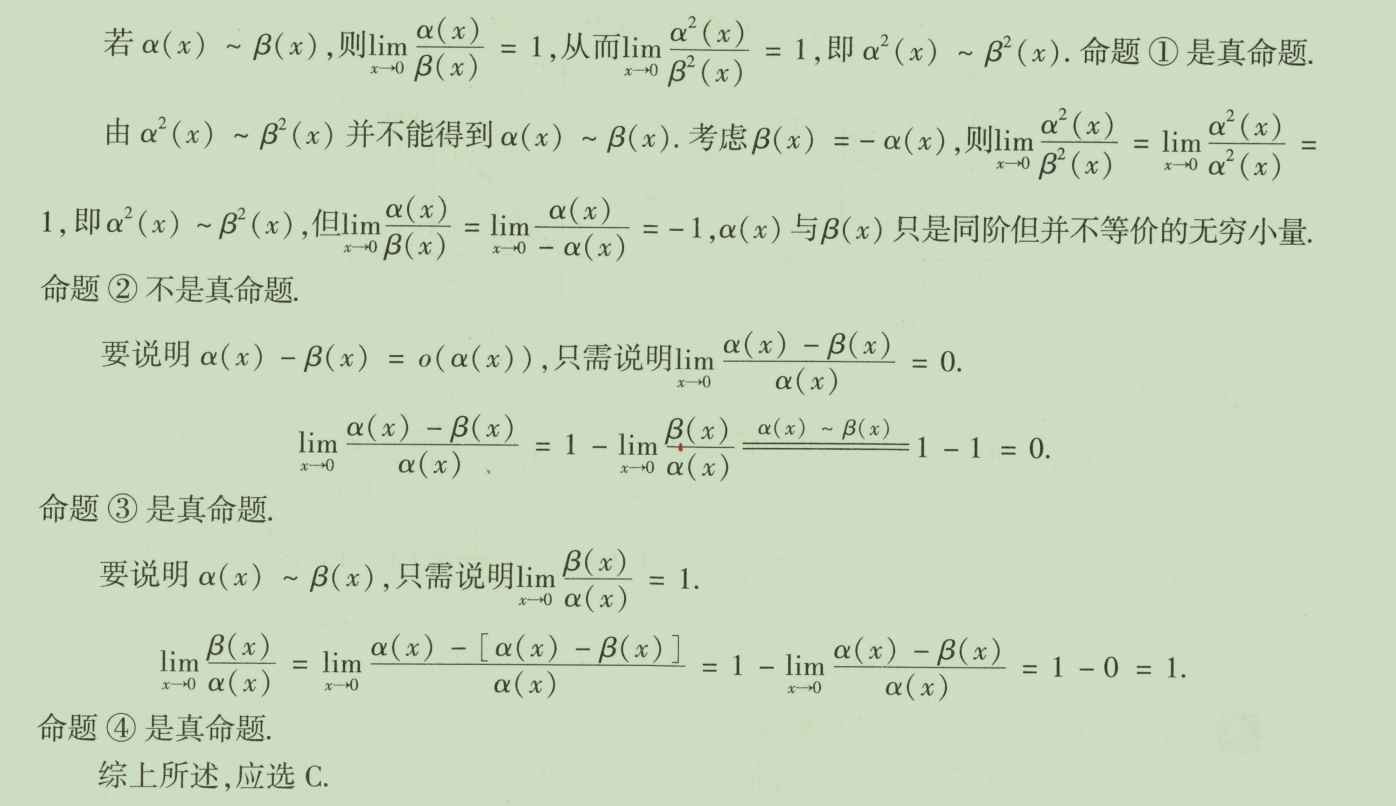 若 α(x) ~ β(x),则lim_{x→0} α(x)/β(x) = 1,从而lim_{x→0} α²(x)/β²(x) = 1,即 α²(x) ~ β²(x). 命题 ① 是真命题.
由 α²(x) ~ β²(x) 并不能得到 α(x) ~ β(x). 考虑 β(x) = - α(x),则lim_{x→0} α²(x)/β²(x) = lim_{x→0} α²(x)/α²(x) =
1,即 α²(x) ~ β²(x),但lim_{x→0} α(x)/β(x) = lim_{x→0} α(x)/(- α(x)) = - 1,α(x) 与 β(x) 只是同阶但并不等价的无穷小量.
命题 ② 不是真命题.
要说明 α(x) - β(x) = o(α(x)),只需说明lim_{x→0} (α(x) - β(x))/α(x) = 0.
lim_{x→0} (α(x) - β(x))/α(x) = 1 - lim_{x→0} β(x)/α(x) =^{α(x) ~ β(x)}= 1 - 1 = 0.
命题 ③ 是真命题.
要说明 α(x) ~ β(x),只需说明lim_{x→0} β(x)/α(x) = 1.
lim_{x→0} β(x)/α(x) = lim_{x→0} (α(x) - [α(x) - β(x)])/α(x) = 1 - lim_{x→0} (α(x) - β(x))/α(x) = 1 - 0 = 1.
命题 ④ 是真命题.
综上所述,应选 C.